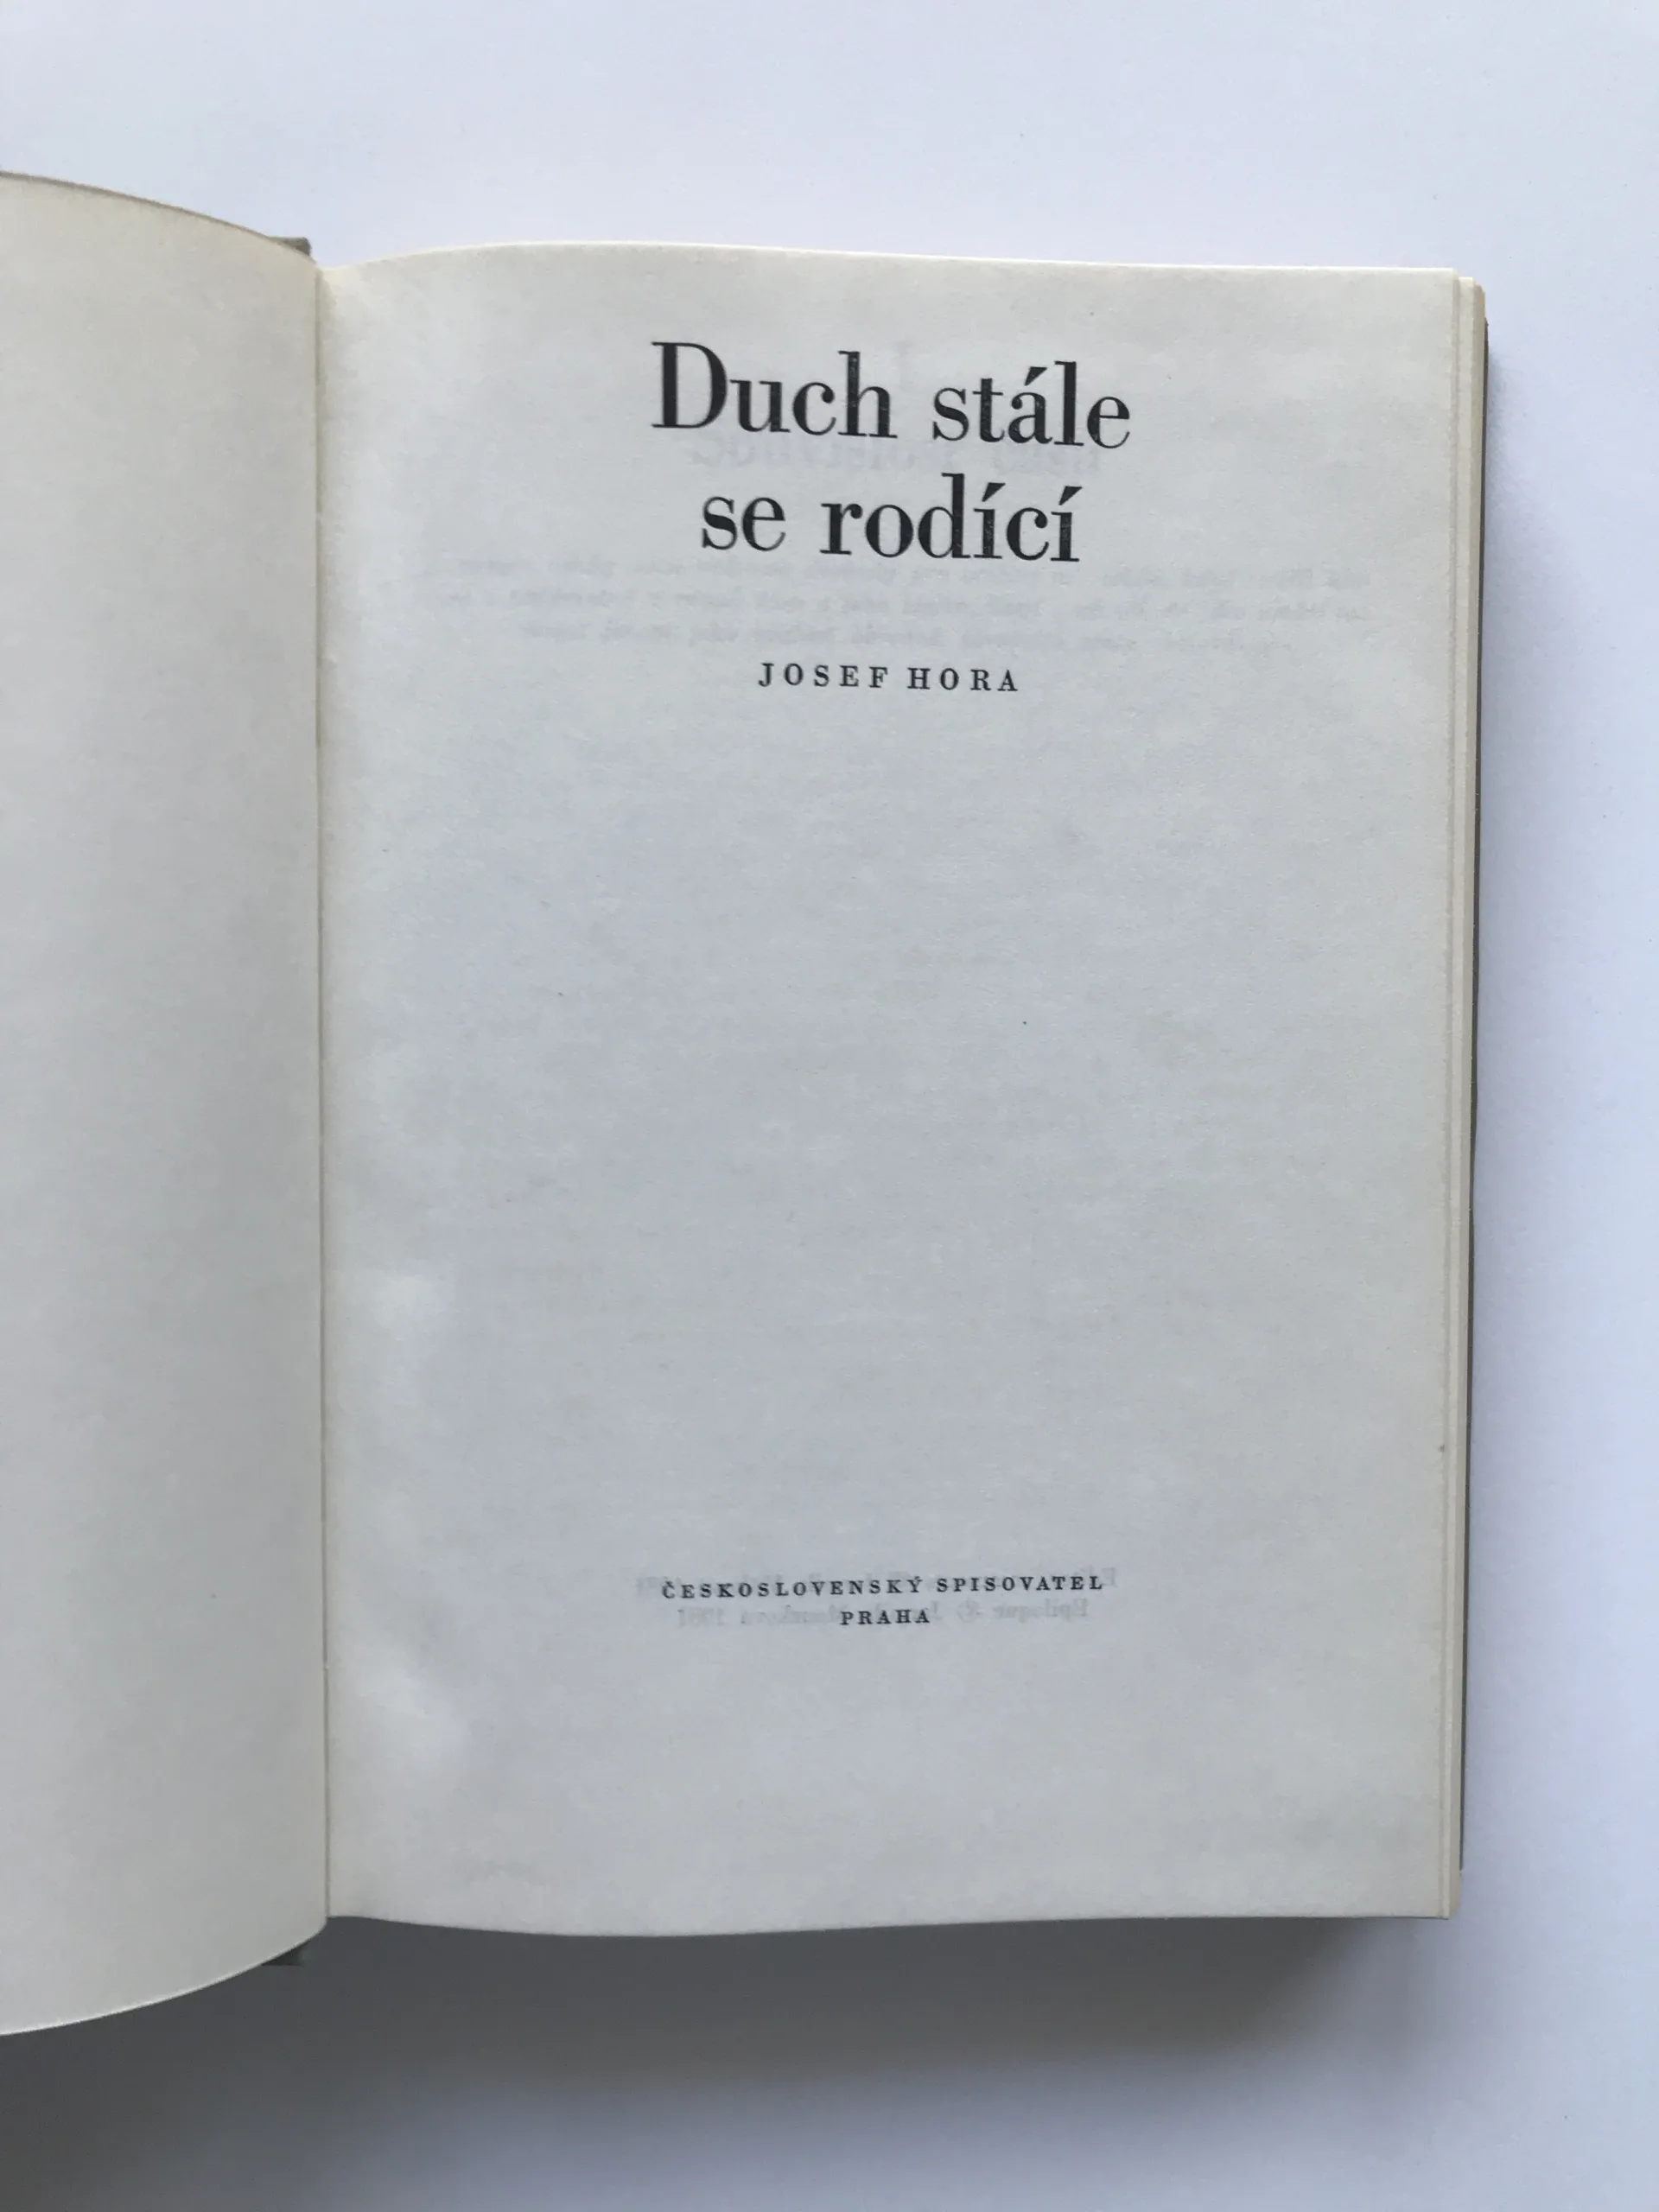 Duch stále
se rodící
JOSEF HORA
ČESKOSLOVENSKÝ SPISOVATEL
PRAHA